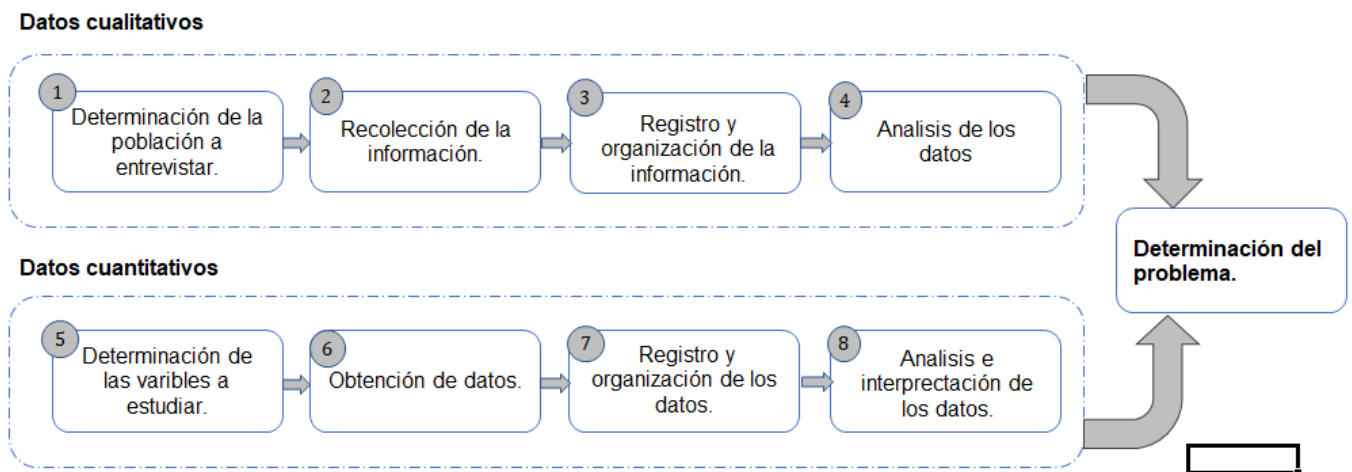 Datos cualitativos
1
Determinación de la
población a
entrevistar.
2
Recolección de la
información.
3
Registro y
organización de la
información.
4
Analisis de los
datos
Determinación del
problema.
Datos cuantitativos
5
Determinación de
las varibles a
estudiar.
6
Obtención de datos.
7
Registro y
organización de los
datos.
8
Analisis e
interprectación de
los datos.